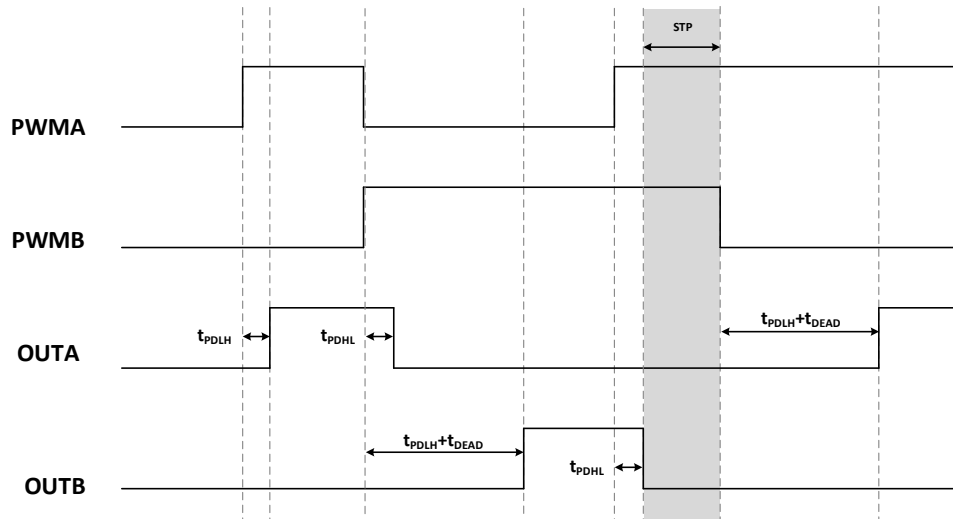 STP
PWMA
PWMB
tPDLH
tPDHL
tPDLH+tDEAD
OUTA
tPDLH+tDEAD
tPDHL
OUTB